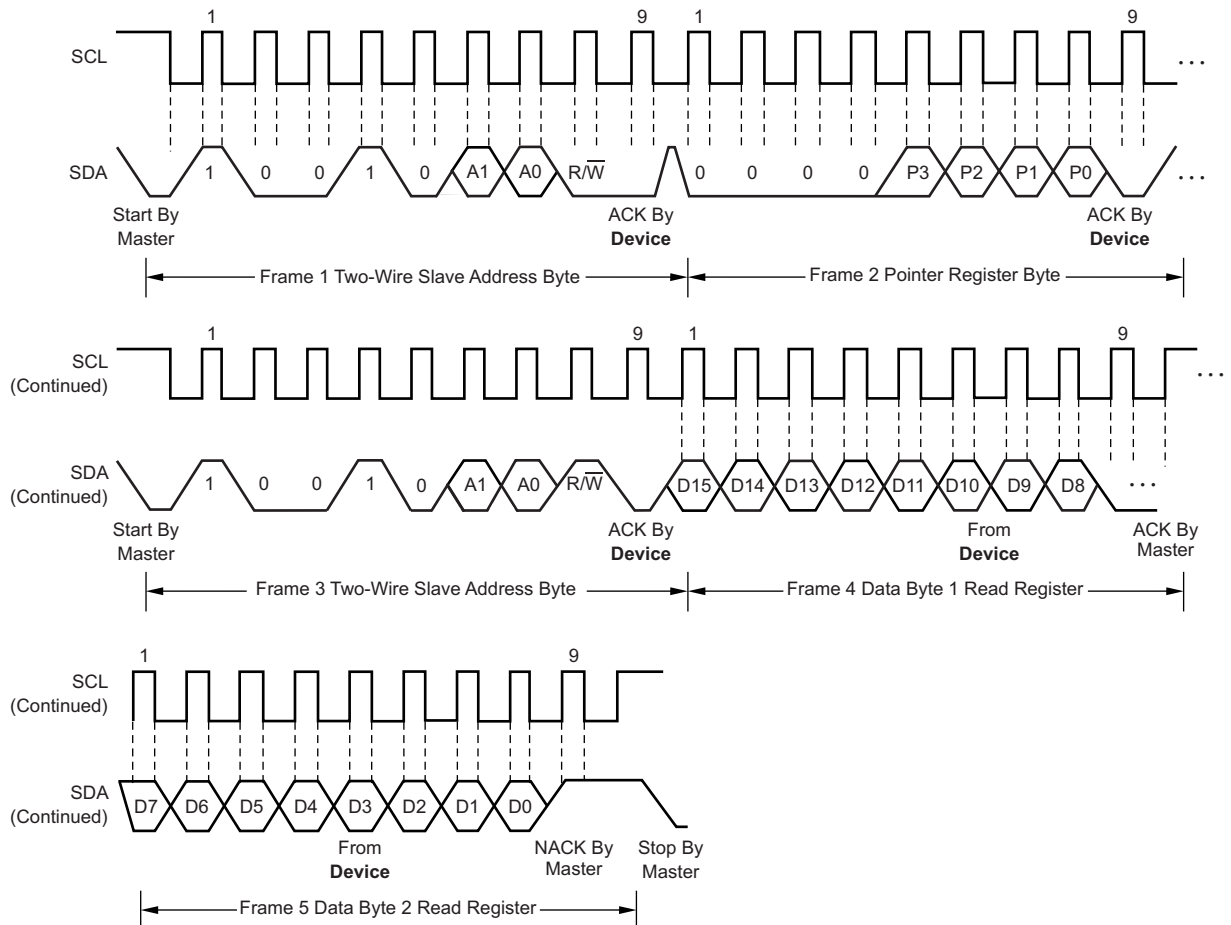 1 9 1 9
SCL ···
SDA 1 0 0 1 0 A1 A0 R/W̅ 0 0 0 0 P3 P2 P1 P0 ···
Start By Master
ACK By Device
ACK By Device
Frame 1 Two-Wire Slave Address Byte
Frame 2 Pointer Register Byte
1 9 1 9
SCL (Continued) ···
SDA (Continued) 1 0 0 1 0 A1 A0 R/W̅ D15 D14 D13 D12 D11 D10 D9 D8 ···
Start By Master
ACK By Device
From Device
ACK By Master
Frame 3 Two-Wire Slave Address Byte
Frame 4 Data Byte 1 Read Register
1 9
SCL (Continued)
SDA (Continued) D7 D6 D5 D4 D3 D2 D1 D0
From Device
NACK By Master
Stop By Master
Frame 5 Data Byte 2 Read Register